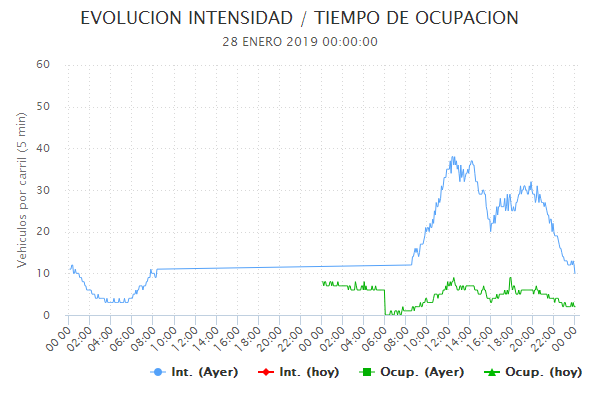 EVOLUCION INTENSIDAD / TIEMPO DE OCUPACION
28 ENERO 2019 00:00:00
Vehiculos por carril (5 min)
60
50
40
30
20
10
0
00:00 02:00 04:00 06:00 08:00 10:00 12:00 14:00 16:00 18:00 20:00 22:00 00:00 02:00 04:00 06:00 08:00 10:00 12:00 14:00 16:00 18:00 20:00 22:00 00:00
Int. (Ayer) Int. (hoy) Ocup. (Ayer) Ocup. (hoy)